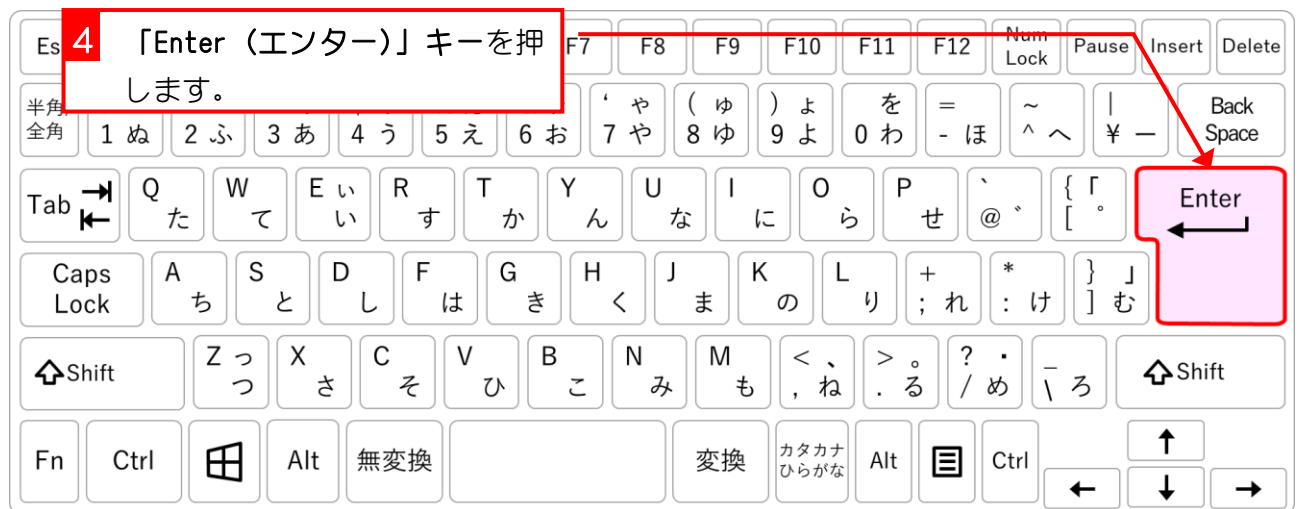 4 「Enter (エンター)」キーを押
します。
Es F7 F8 F9 F10 F11 F12 Num Lock Pause Insert Delete
半角/
全角 1 ぬ 2 ふ 3 あ 4 う 5 え 6 お ‘ ゃ 7 や ( ゅ 8 ゆ ) ょ 9 よ を 0 わ = - ほ ~ ^ へ | ¥ ー Back Space
Tab Q た W て E ぃ い R す T か Y ん U な I に O ら P せ ` @ ゛ { 「 [ ゜ Enter
Caps Lock A ち S と D し F は G き H く J ま K の L り + ; れ * : け } 」 ] む
Shift Z っ つ X さ C そ V ひ B こ N み M も < 、 , ね > 。 . る ? ・ / め _ \ ろ Shift
Fn Ctrl Alt 無変換 変換 カタカナ ひらがな Alt Ctrl ↑
← ↓ →